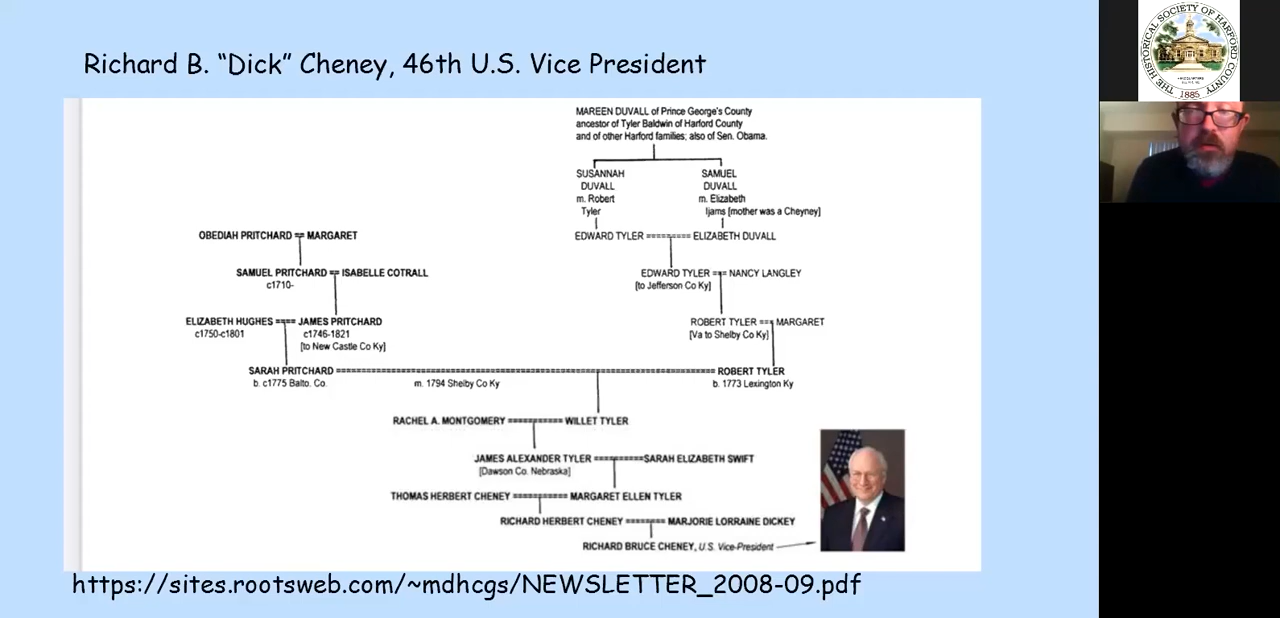 Richard B. “Dick” Cheney, 46th U.S. Vice President
THE HISTORICAL SOCIETY OF HARFORD COUNTY
HEADQUARTERS
1885
MAREEN DUVALL of Prince George's County
ancestor of Tyler Baldwin of Harford County
and of other Harford families; also of Sen. Obama.
SUSANNAH
DUVALL
m. Robert
Tyler
SAMUEL
DUVALL
m. Elizabeth
Ijams [mother was a Cheyney]
OBEDIAH PRITCHARD == MARGARET
EDWARD TYLER ======== ELIZABETH DUVALL
SAMUEL PRITCHARD == ISABELLE COTRALL
c1710-
EDWARD TYLER === NANCY LANGLEY
[to Jefferson Co Ky]
ELIZABETH HUGHES ==== JAMES PRITCHARD
c1750-c1801
c1746-1821
[to New Castle Co Ky]
ROBERT TYLER === MARGARET
[Va to Shelby Co Ky]
SARAH PRITCHARD ======== ROBERT TYLER
b. c1775 Balto. Co.
m. 1794 Shelby Co Ky
b. 1773 Lexington Ky
RACHEL A. MONTGOMERY ========== WILLET TYLER
JAMES ALEXANDER TYLER =========SARAH ELIZABETH SWIFT
[Dawson Co. Nebraska]
THOMAS HERBERT CHENEY ========== MARGARET ELLEN TYLER
RICHARD HERBERT CHENEY ======= MARJORIE LORRAINE DICKEY
RICHARD BRUCE CHENEY, U.S. Vice-President
https://sites.rootsweb.com/~mdhcgs/NEWSLETTER_2008-09.pdf